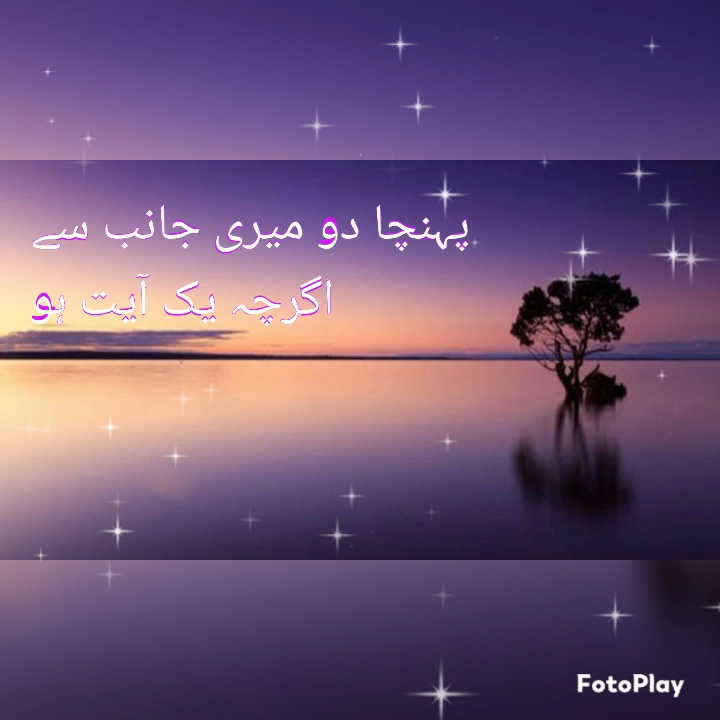 پہنچا دو میری جانب سے
اگرچہ یک آیت ہو
FotoPlay